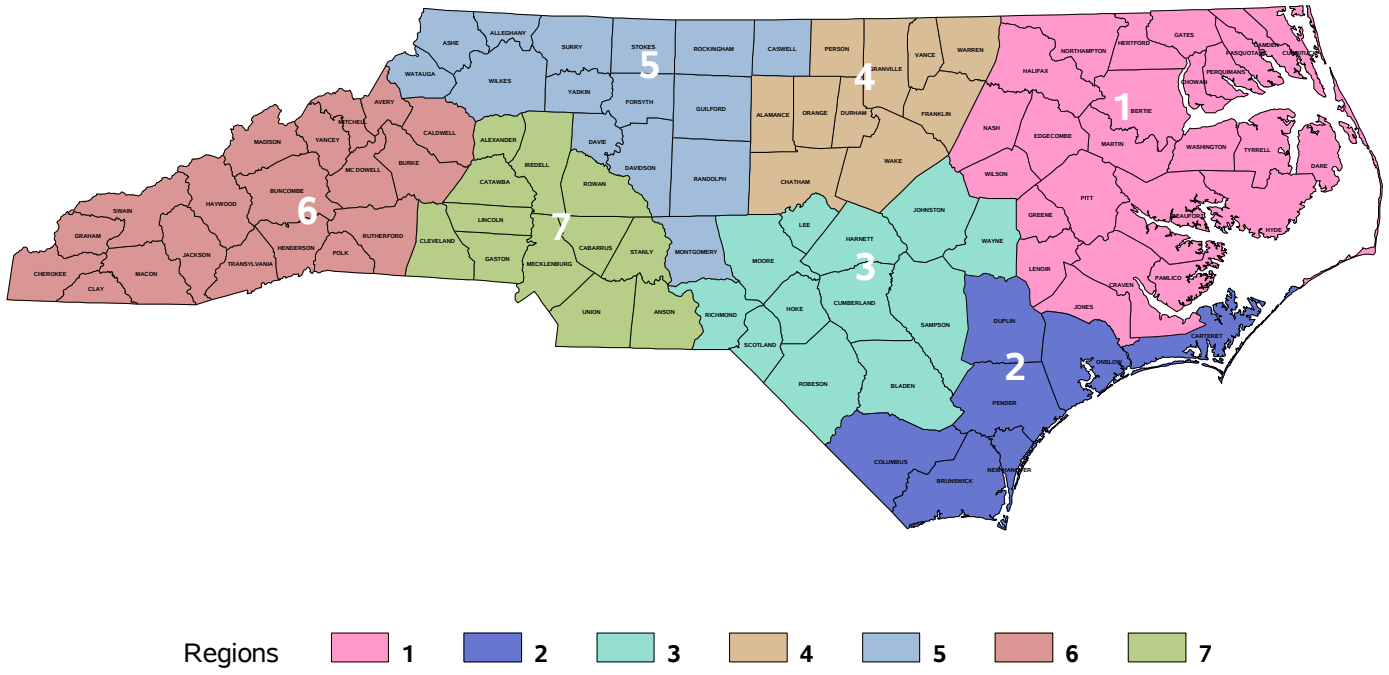 ASHE
ALLEGHANY
SURRY
STOKES
ROCKINGHAM
CASWELL
PERSON
GRANVILLE
VANCE
WARREN
NORTHAMPTON
HERTFORD
GATES
PASQUOTANK
CAMDEN
CURRITUCK
WATAUGA
WILKES
YADKIN
FORSYTH
GUILFORD
5
4
HALIFAX
CHOWAN
PERQUIMANS
1
BERTIE
AVERY
MITCHELL
CALDWELL
ALEXANDER
DAVIE
ALAMANCE
ORANGE
DURHAM
FRANKLIN
NASH
EDGECOMBE
MARTIN
WASHINGTON
TYRRELL
DARE
MADISON
YANCEY
BURKE
MC DOWELL
IREDELL
DAVIDSON
RANDOLPH
CHATHAM
WAKE
WILSON
BUNCOMBE
HAYWOOD
SWAIN
6
CATAWBA
ROWAN
LINCOLN
7
LEE
JOHNSTON
GREENE
PITT
BEAUFORT
HYDE
GRAHAM
JACKSON
HENDERSON
TRANSYLVANIA
POLK
RUTHERFORD
CLEVELAND
GASTON
MECKLENBURG
CABARRUS
STANLY
MONTGOMERY
MOORE
HARNETT
3
WAYNE
LENOIR
CRAVEN
PAMLICO
CHEROKEE
CLAY
MACON
UNION
ANSON
RICHMOND
HOKE
CUMBERLAND
SAMPSON
DUPLIN
JONES
CARTERET
SCOTLAND
ROBESON
BLADEN
2
ONSLOW
PENDER
COLUMBUS
BRUNSWICK
NEW HANOVER
Regions 1 2 3 4 5 6 7